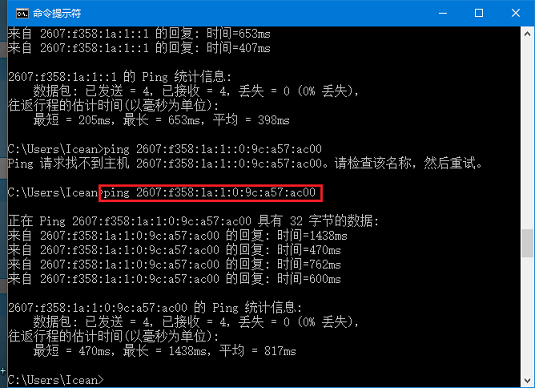 命令提示符
来自 2607:f358:1a:1::1 的回复: 时间=653ms
来自 2607:f358:1a:1::1 的回复: 时间=407ms
2607:f358:1a:1::1 的 Ping 统计信息:
数据包: 已发送 = 4, 已接收 = 4, 丢失 = 0 (0% 丢失),
往返行程的估计时间(以毫秒为单位):
最短 = 205ms, 最长 = 653ms, 平均 = 398ms
C:\Users\Icean>ping 2607:f358:1a:1::0:9c:a57:ac00
Ping 请求找不到主机 2607:f358:1a:1::0:9c:a57:ac00。请检查该名称, 然后重试。
C:\Users\Icean>ping 2607:f358:1a:1:0:9c:a57:ac00
正在 Ping 2607:f358:1a:1:0:9c:a57:ac00 具有 32 字节的数据:
来自 2607:f358:1a:1:0:9c:a57:ac00 的回复: 时间=1438ms
来自 2607:f358:1a:1:0:9c:a57:ac00 的回复: 时间=470ms
来自 2607:f358:1a:1:0:9c:a57:ac00 的回复: 时间=762ms
来自 2607:f358:1a:1:0:9c:a57:ac00 的回复: 时间=600ms
2607:f358:1a:1:0:9c:a57:ac00 的 Ping 统计信息:
数据包: 已发送 = 4, 已接收 = 4, 丢失 = 0 (0% 丢失),
往返行程的估计时间(以毫秒为单位):
最短 = 470ms, 最长 = 1438ms, 平均 = 817ms
C:\Users\Icean>